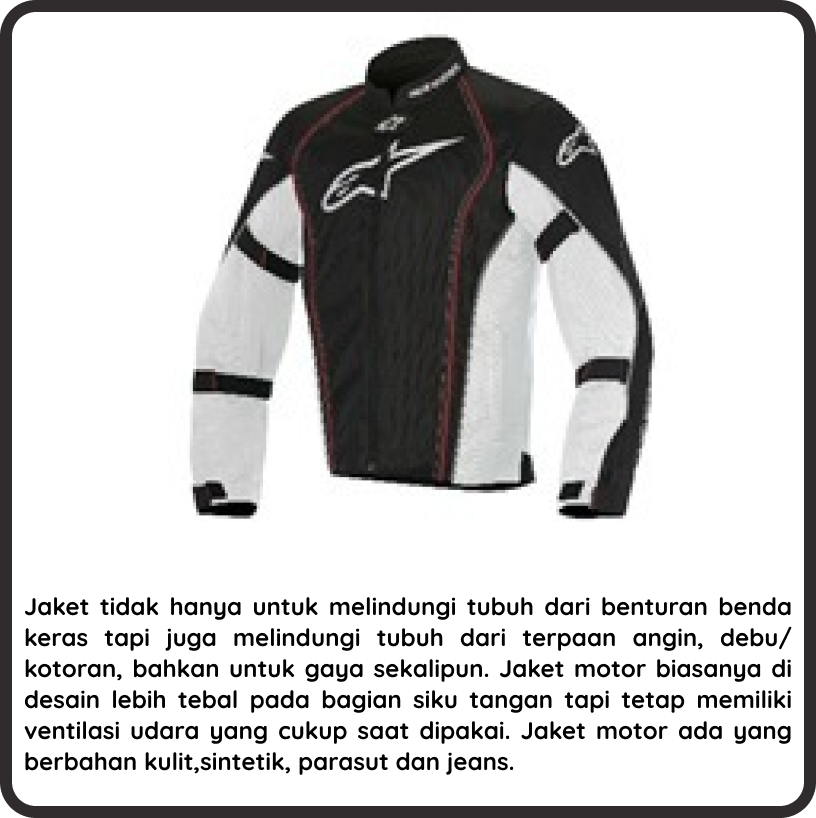 Jaket tidak hanya untuk melindungi tubuh dari benturan benda
keras tapi juga melindungi tubuh dari terpaan angin, debu/
kotoran, bahkan untuk gaya sekalipun. Jaket motor biasanya di
desain lebih tebal pada bagian siku tangan tapi tetap memiliki
ventilasi udara yang cukup saat dipakai. Jaket motor ada yang
berbahan kulit,sintetik, parasut dan jeans.